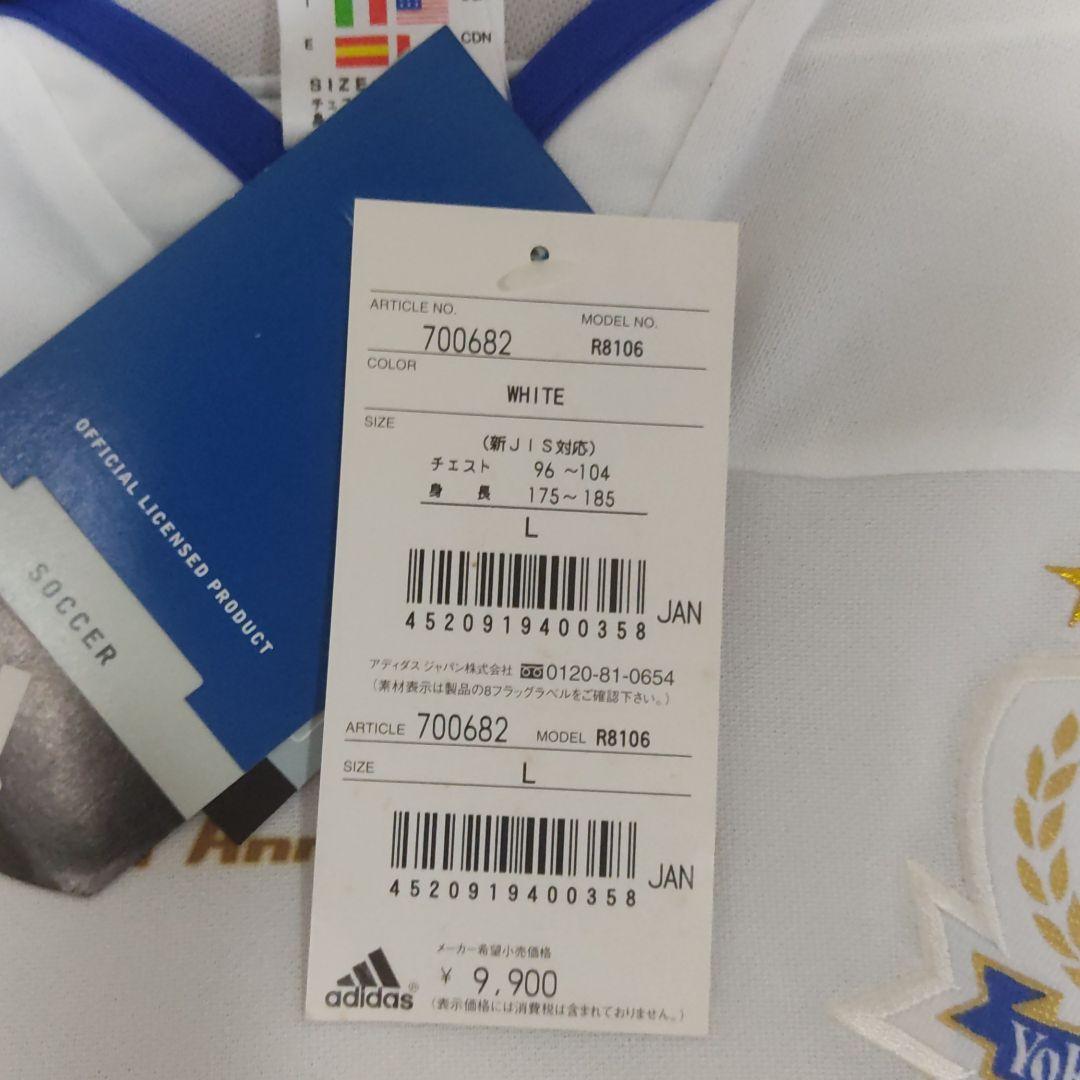 E
CDN
SIZE
OFFICIAL LICENSED PRODUCT
SOCCER
ARTICLE NO.
MODEL NO.
700682
R8106
COLOR
WHITE
SIZE
(新JIS対応)
チェスト 96 ~104
身 長 175~185
L
4520919400358
JAN
アディダス ジャパン株式会社 0120-81-0654
(素材表示は製品の8フラッグラベルをご確認下さい。)
ARTICLE 700682 MODEL R8106
SIZE L
4520919400358
JAN
メーカー希望小売価格
¥ 9,900
(表示価格には消費税は含まれておりません。)
adidas®